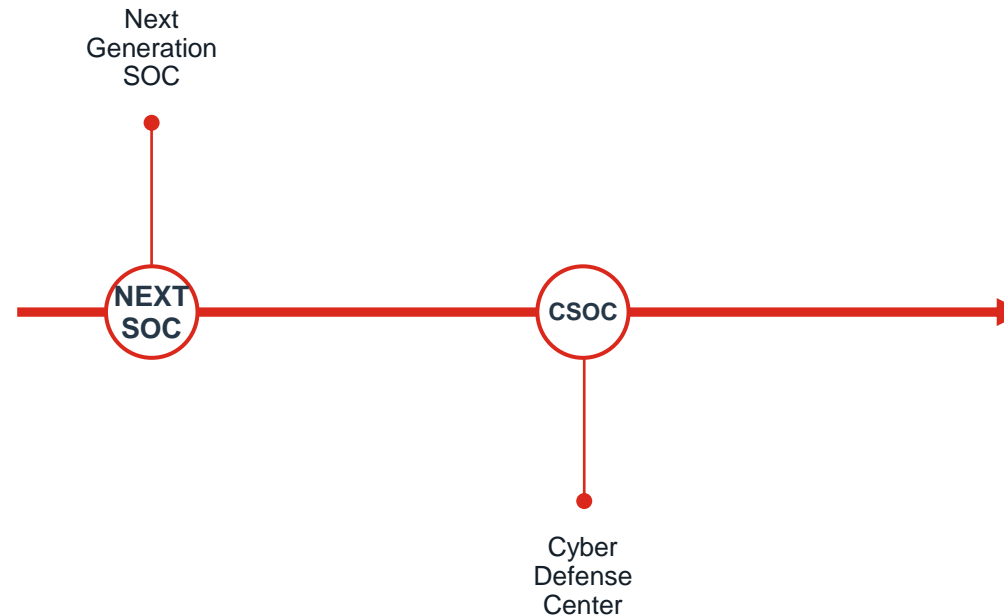 Next
Generation
SOC
NEXT
SOC
CSOC
Cyber
Defense
Center